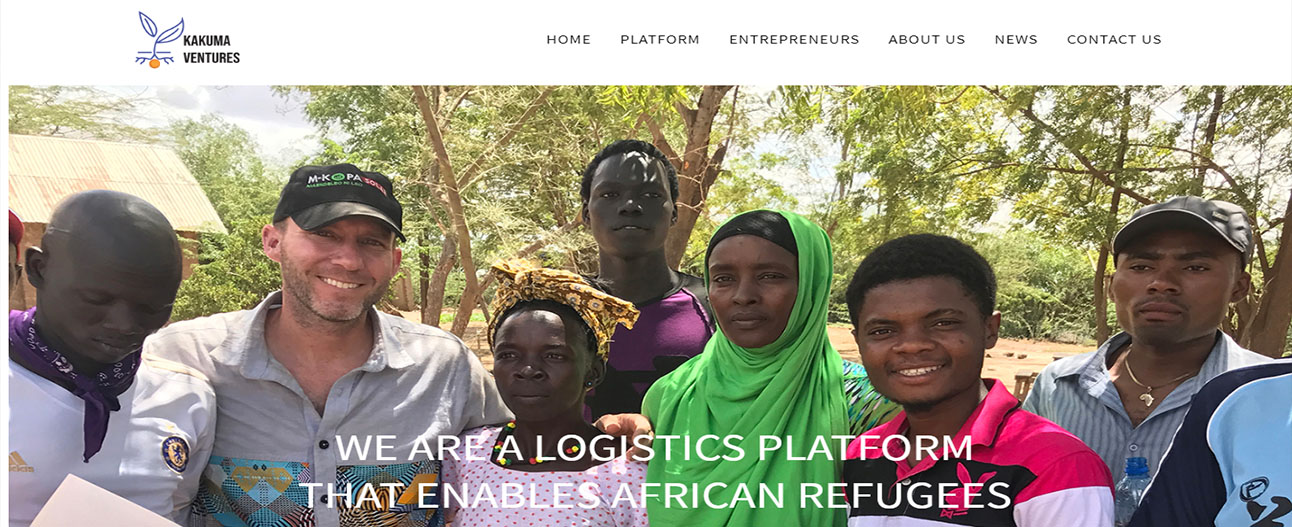 KAKUMA
VENTURES
HOME PLATFORM ENTREPRENEURS ABOUT US NEWS CONTACT US
M-KOPA SOLAR
adidas
WE ARE A LOGISTICS PLATFORM
THAT ENABLES AFRICAN REFUGEES